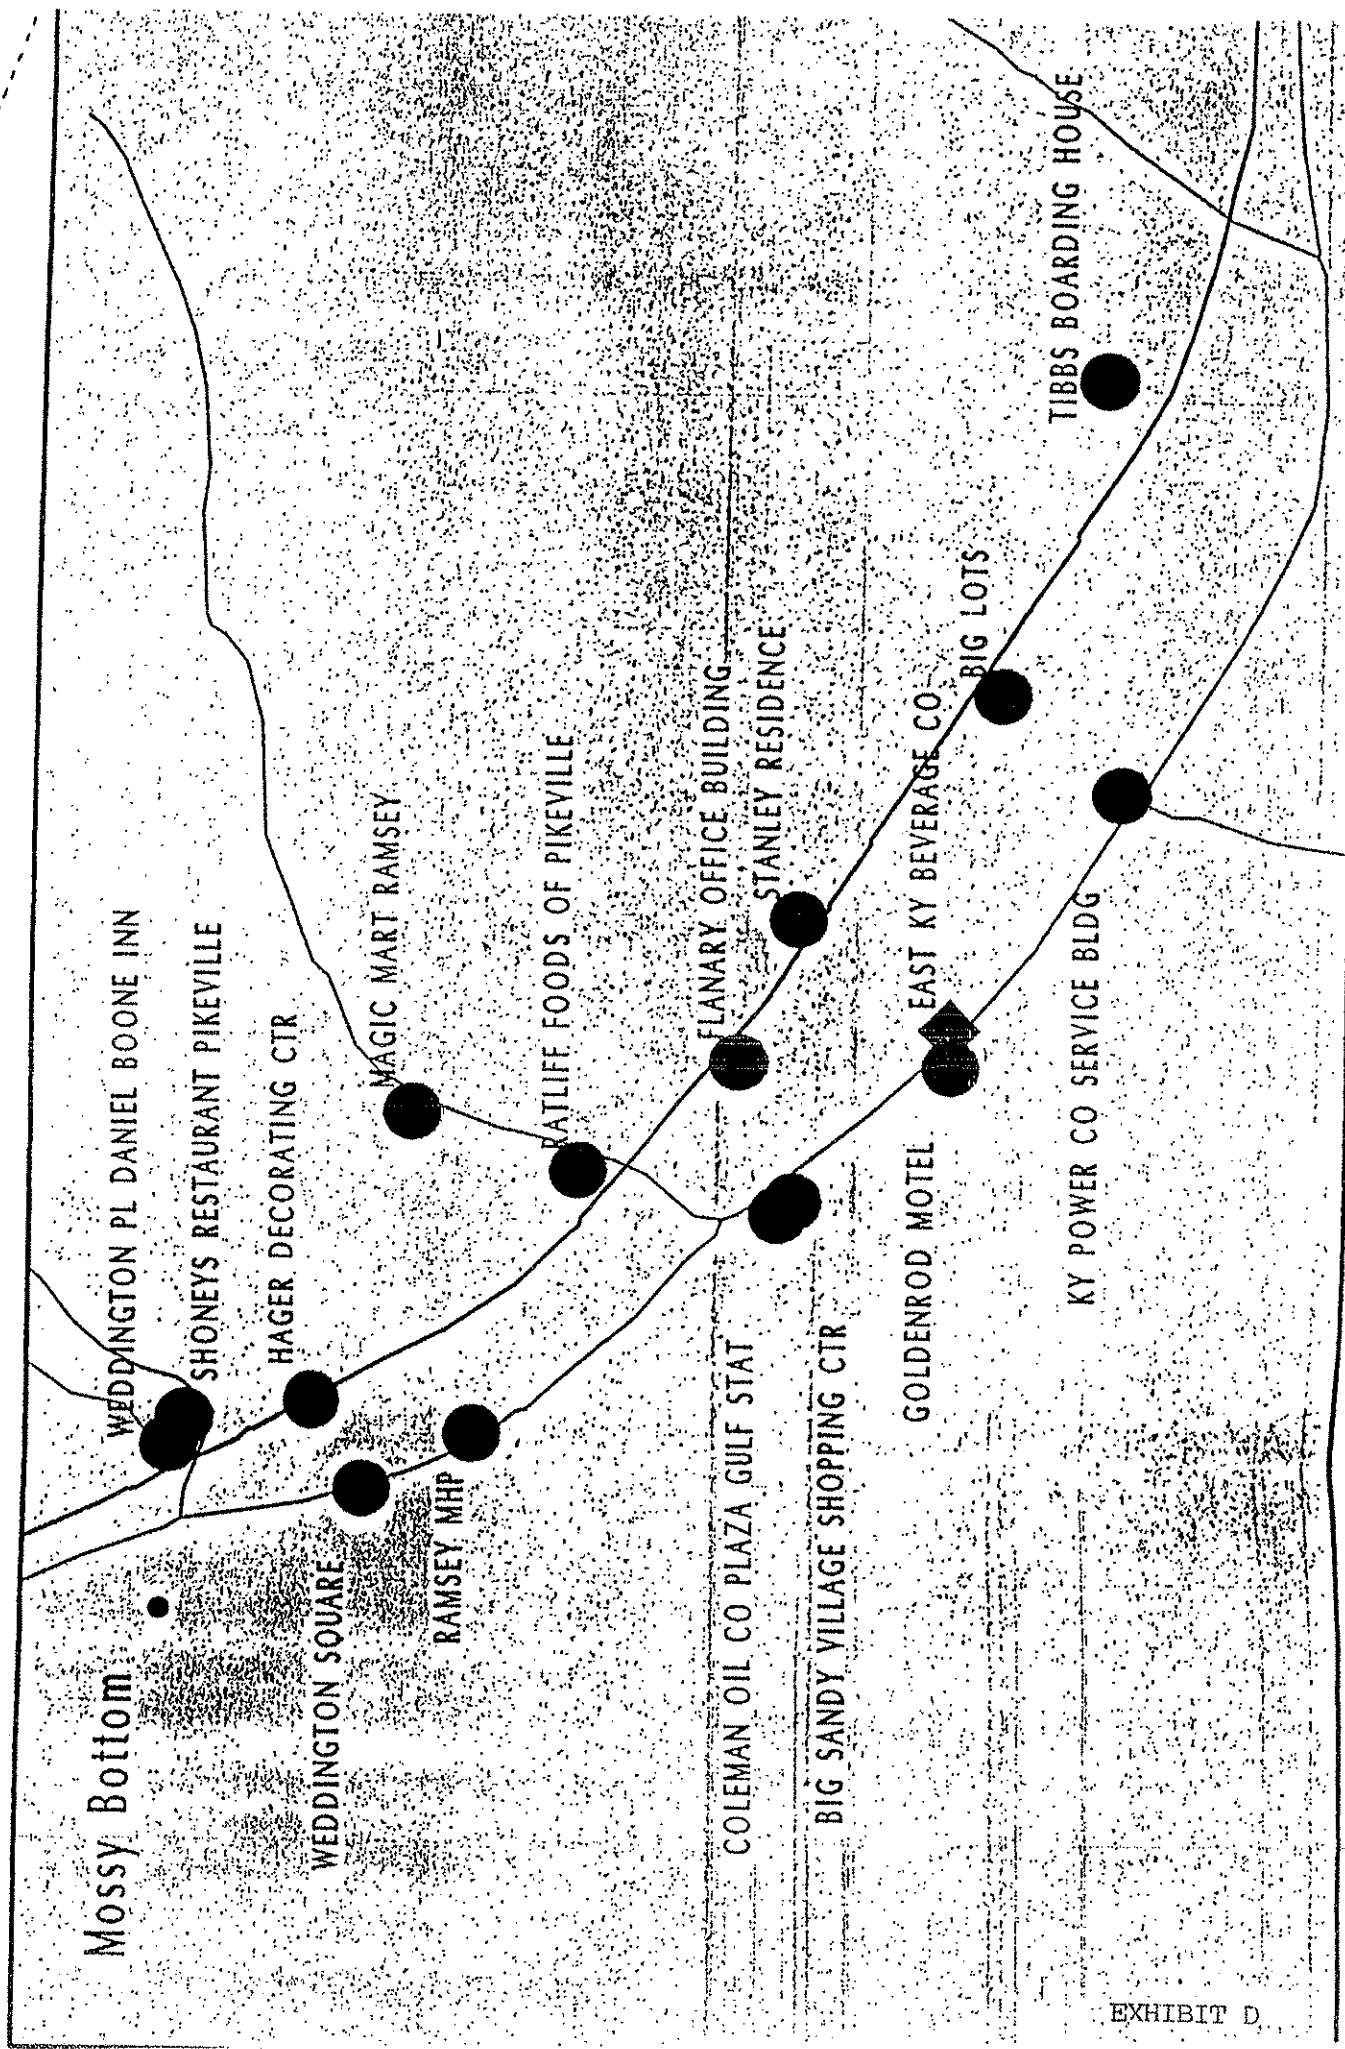 Mossy Bottom
WEDDINGTON PL DANIEL BOONE INN
SHONEYS RESTAURANT PIKEVILLE
HAGER DECORATING CTR
WEDDINGTON SQUARE
MAGIC MART RAMSEY
RAMSEY MHP
RATLIFF FOODS OF PIKEVILLE
FLANARY OFFICE BUILDING
STANLEY RESIDENCE
COLEMAN OIL CO PLAZA GULF STAT
BIG SANDY VILLAGE SHOPPING CTR
EAST KY BEVERAGE CO
GOLDENROD MOTEL
BIG LOTS
TIBBS BOARDING HOUSE
KY POWER CO SERVICE BLDG
EXHIBIT D